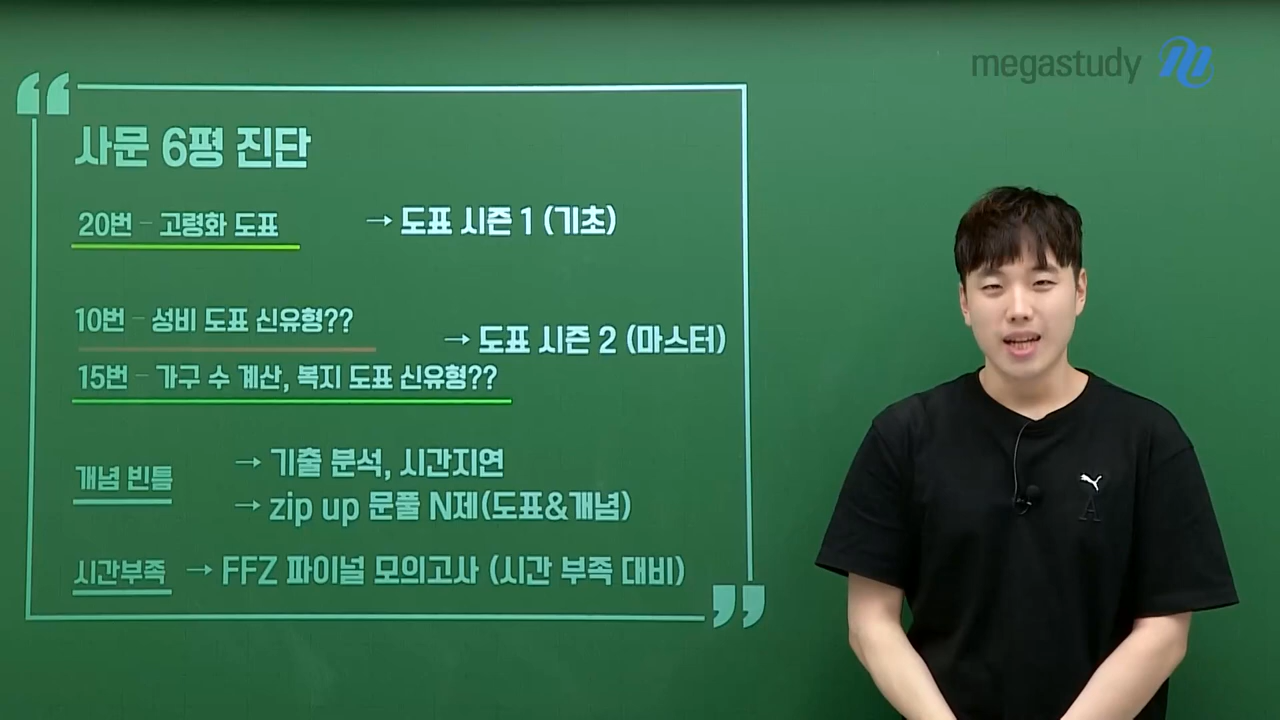 megastudy
사문 6평 진단
20번 - 고령화 도표 → 도표 시즌 1 (기초)
10번 - 성비 도표 신유형??
→ 도표 시즌 2 (마스터)
15번 - 가구 수 계산, 복지 도표 신유형??
개념 빈틈 → 기출 분석, 시간지연
→ zip up 문풀 N제(도표&개념)
시간부족 → FFZ 파이널 모의고사 (시간 부족 대비)
PUMA
A